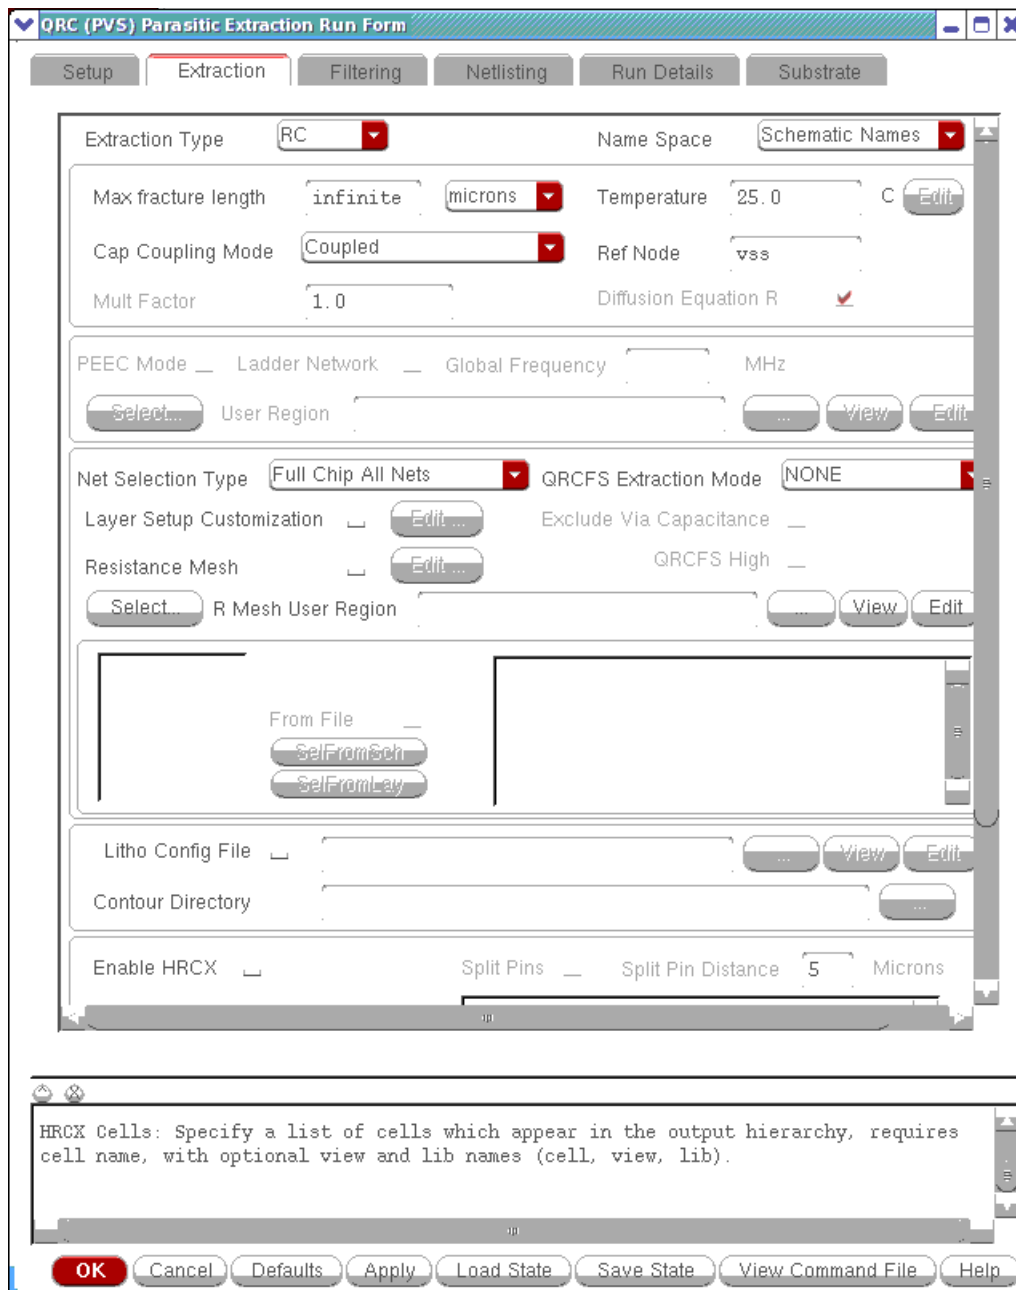 QRC (PVS) Parasitic Extraction Run Form
Setup Extraction Filtering Netlisting Run Details Substrate
Extraction Type RC Name Space Schematic Names
Max fracture length infinite microns Temperature 25.0 C Edit
Cap Coupling Mode Coupled Ref Node vss
Mult Factor 1.0 Diffusion Equation R
PEEC Mode Ladder Network Global Frequency MHz
Select... User Region ... View Edit
Net Selection Type Full Chip All Nets QRCFS Extraction Mode NONE
Layer Setup Customization Edit ... Exclude Via Capacitance
Resistance Mesh Edit ... QRCFS High
Select... R Mesh User Region ... View Edit
From File
SelFromSch
SelFromLay
Litho Config File ... View Edit
Contour Directory ...
Enable HRCX Split Pins Split Pin Distance 5 Microns
HRCX Cells: Specify a list of cells which appear in the output hierarchy, requires
cell name, with optional view and lib names (cell, view, lib).
OK Cancel Defaults Apply Load State Save State View Command File Help